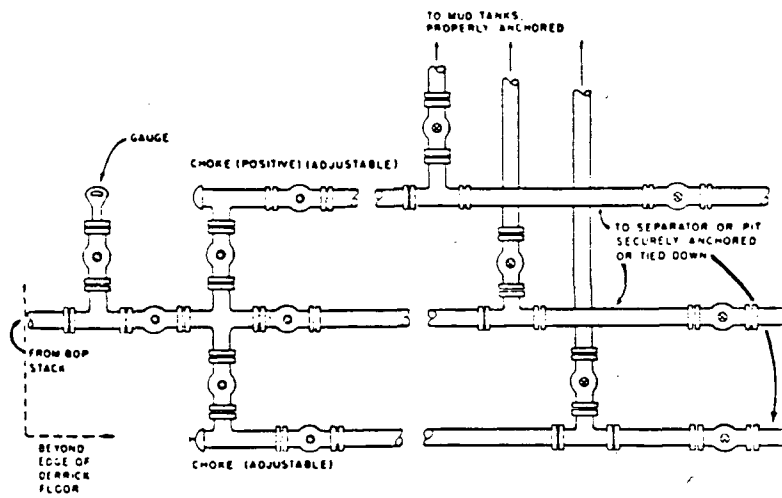 TO MUD TANKS,
PROPERLY ANCHORED
GAUGE
CHOKE (POSITIVE) (ADJUSTABLE)
TO SEPARATOR OR PIT
SECURELY ANCHORED
OR TIED DOWN
FROM BOP
STACK
BEYOND
EDGE OF
DERRICK
FLOOR
CHOKE (ADJUSTABLE)